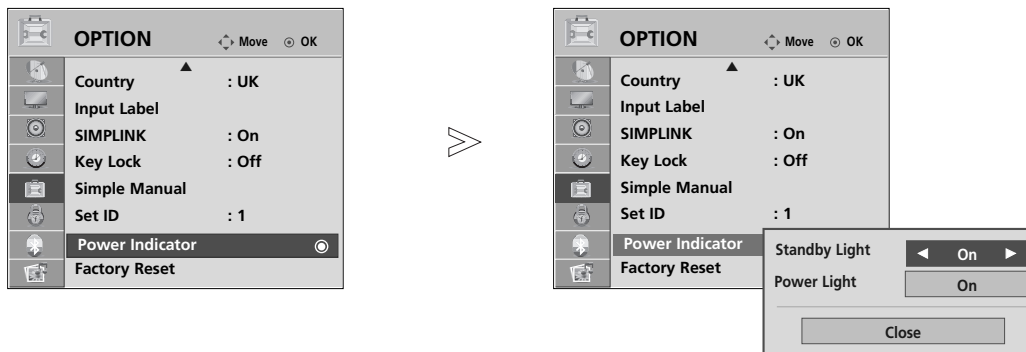 OPTION
Move
OK
Country : UK
Input Label
SIMPLINK : On
Key Lock : Off
Simple Manual
Set ID : 1
Power Indicator
Factory Reset
OPTION
Move
OK
Country : UK
Input Label
SIMPLINK : On
Key Lock : Off
Simple Manual
Set ID : 1
Power Indicator
Factory Reset
Standby Light On
Power Light On
Close